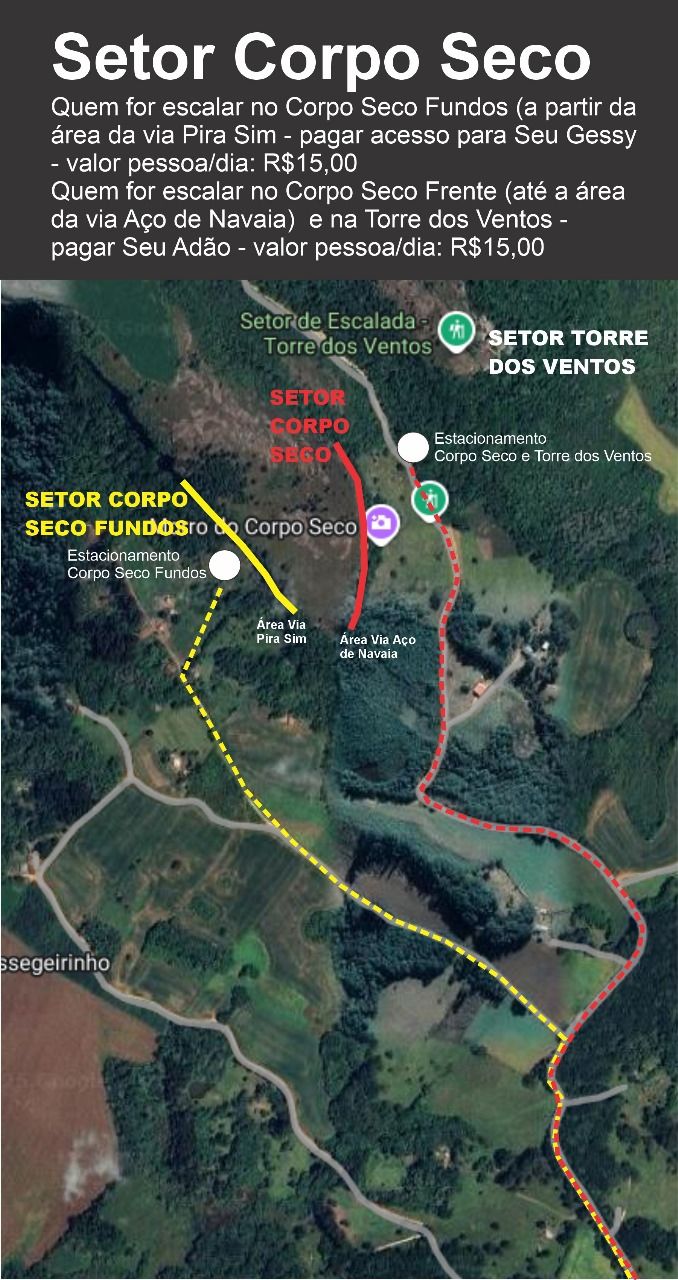 Setor Corpo Seco
Quem for escalar no Corpo Seco Fundos (a partir da
área da via Pira Sim - pagar acesso para Seu Gessy
- valor pessoa/dia: R$15,00
Quem for escalar no Corpo Seco Frente (até a área
da via Aço de Navaia) e na Torre dos Ventos -
pagar Seu Adão - valor pessoa/dia: R$15,00
Setor de Escalada -
Torre dos Ventos
SETOR TORRE
DOS VENTOS
SETOR
CORPO
SECO
Estacionamento
Corpo Seco e Torre dos Ventos
SETOR CORPO
SECO FUNDOS
Morro do Corpo Seco
Estacionamento
Corpo Seco Fundos
Área Via
Pira Sim
Área Via Aço
de Navaia
ssegeirinho